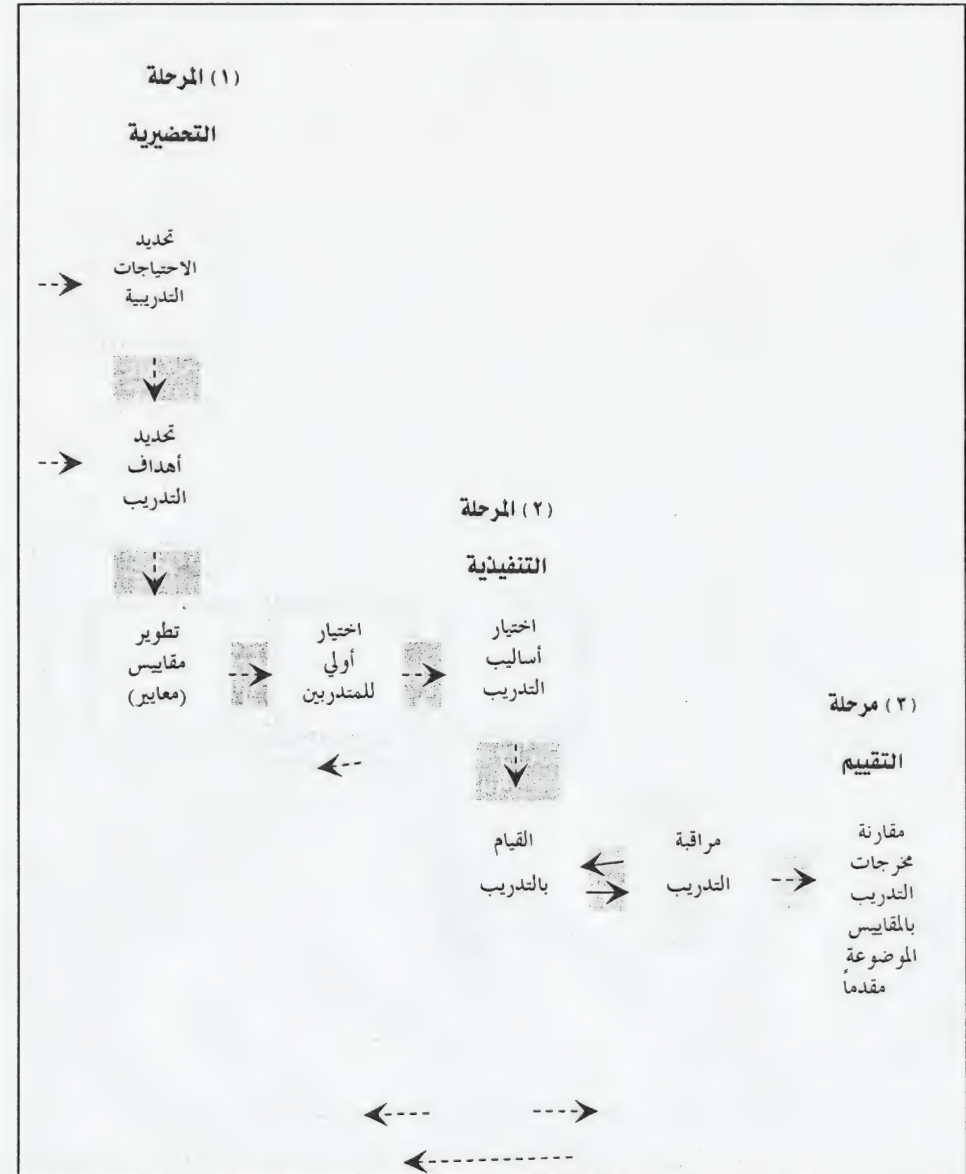 (١) المرحلة
التحضيرية
تحديد
الاحتياجات
التدريبية
تحديد
أهداف
التدريب
تطوير
مقاييس
(معايير)
اختيار
أولي
للمتدربين
(٢) المرحلة
التنفيذية
اختيار
أساليب
التدريب
القيام
بالتدريب
مراقبة
التدريب
(٣) مرحلة
التقييم
مقارنة
مخرجات
التدريب
بالمقاييس
الموضوعة
مقدماً